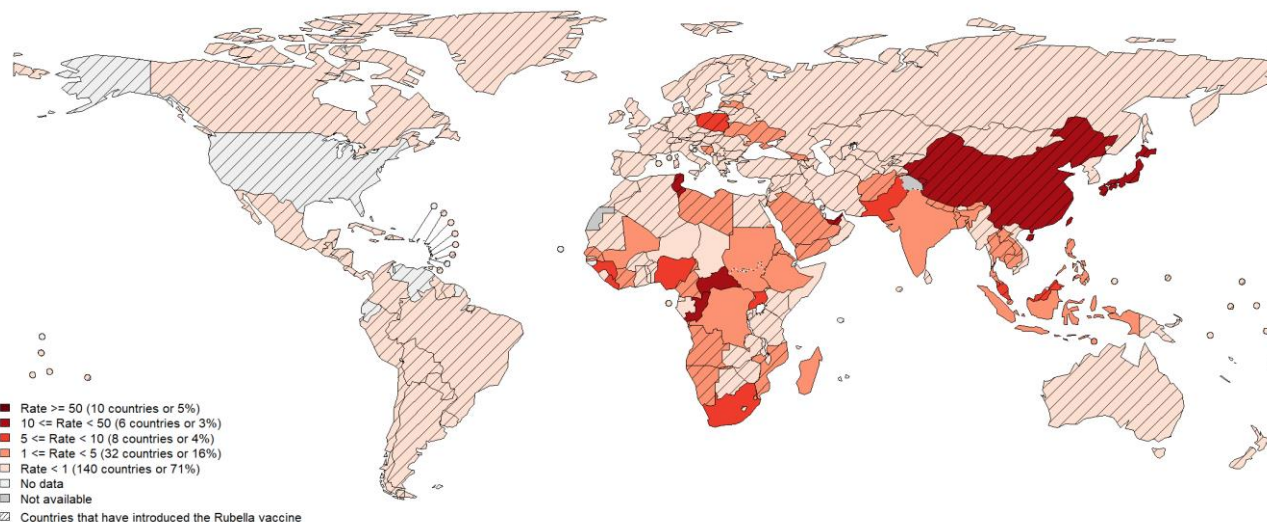 Rate >= 50 (10 countries or 5%)
10 <= Rate < 50 (6 countries or 3%)
5 <= Rate < 10 (8 countries or 4%)
1 <= Rate < 5 (32 countries or 16%)
Rate < 1 (140 countries or 71%)
No data
Not available
Countries that have introduced the Rubella vaccine